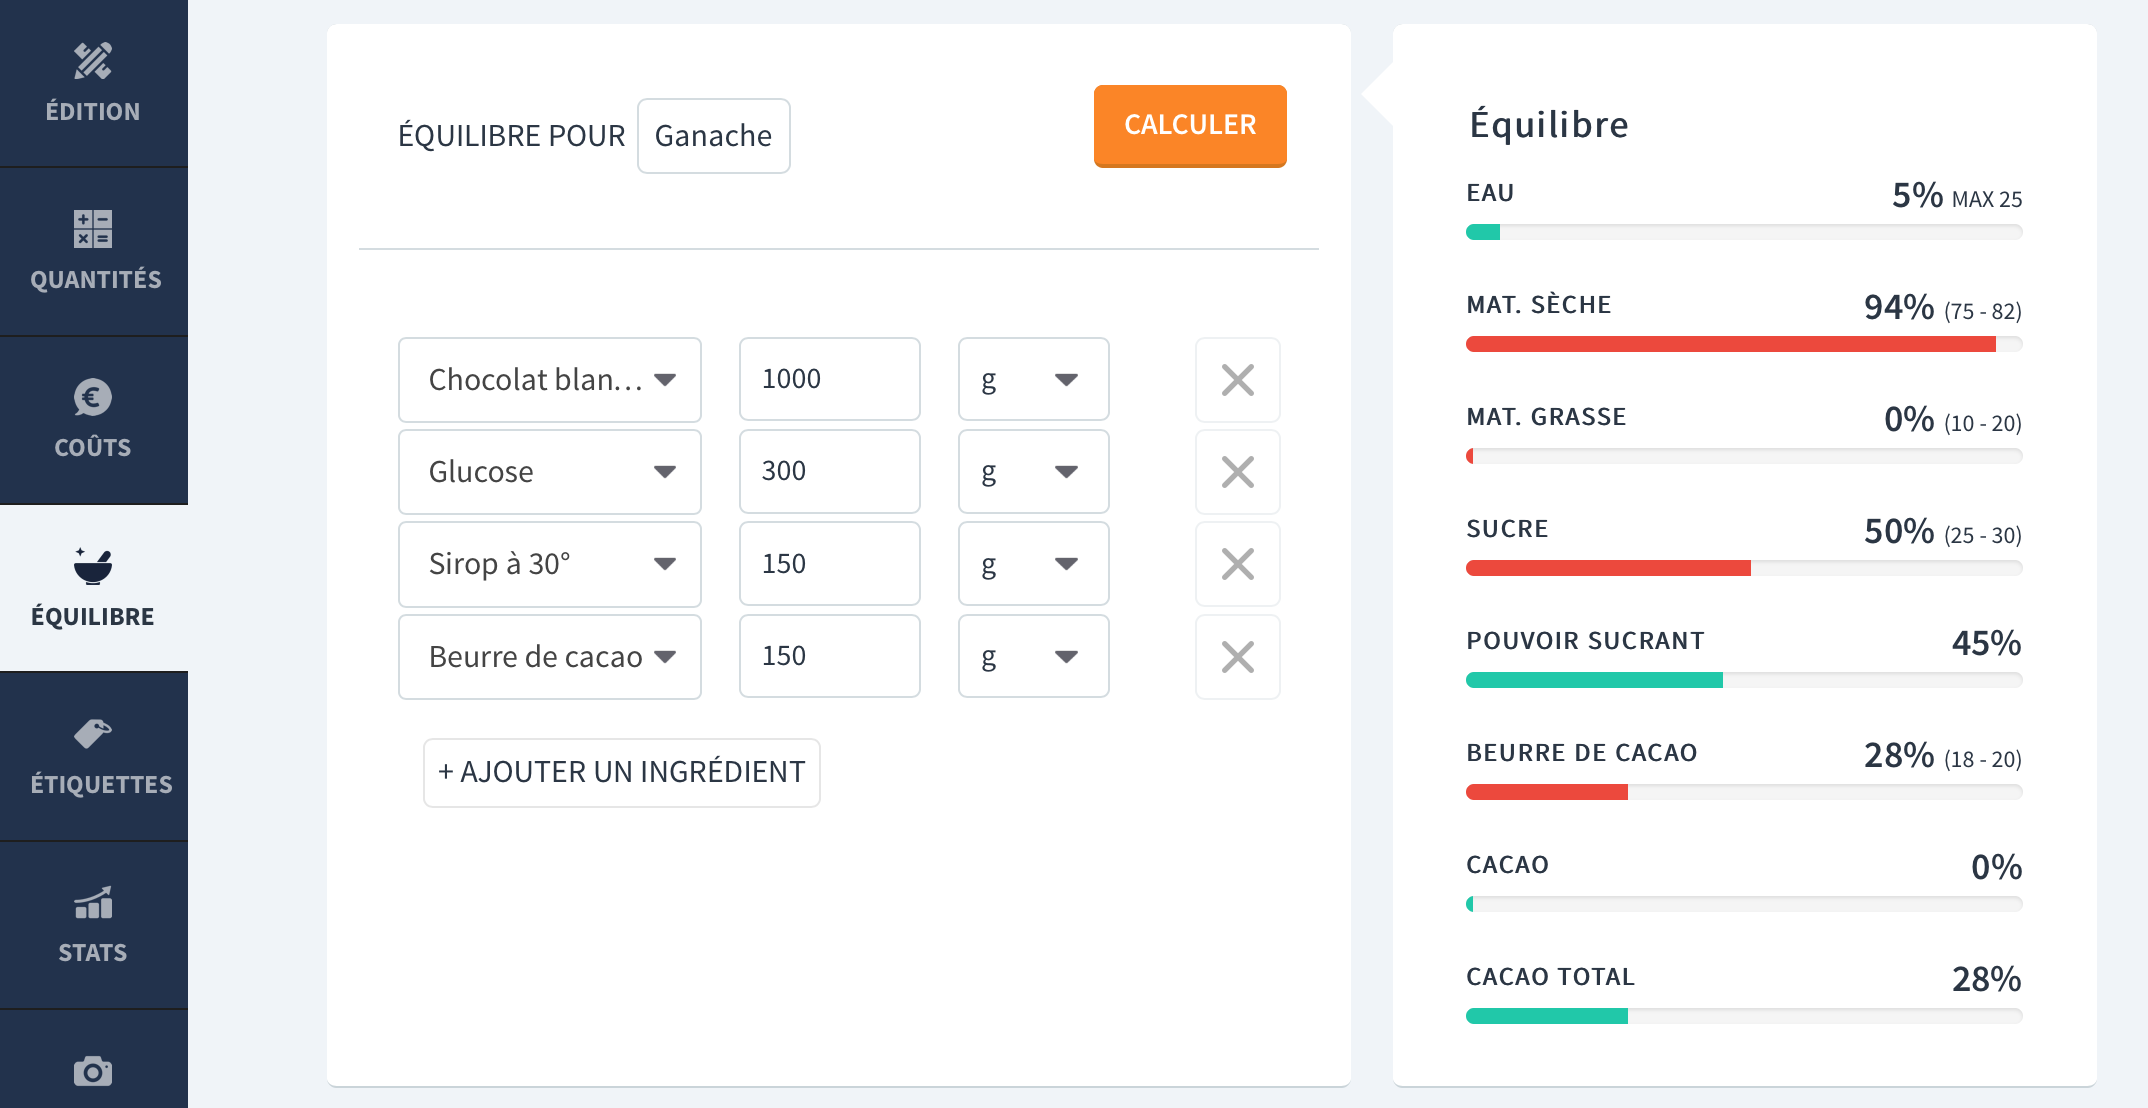 ÉDITION
QUANTITÉS
COÛTS
ÉQUILIBRE
ÉTIQUETTES
STATS
ÉQUILIBRE POUR Ganache
CALCULER
Chocolat blan... 1000 g
Glucose 300 g
Sirop à 30° 150 g
Beurre de cacao 150 g
+ AJOUTER UN INGRÉDIENT
Équilibre
EAU 5% MAX 25
MAT. SÈCHE 94% (75 - 82)
MAT. GRASSE 0% (10 - 20)
SUCRE 50% (25 - 30)
POUVOIR SUCRANT 45%
BEURRE DE CACAO 28% (18 - 20)
CACAO 0%
CACAO TOTAL 28%